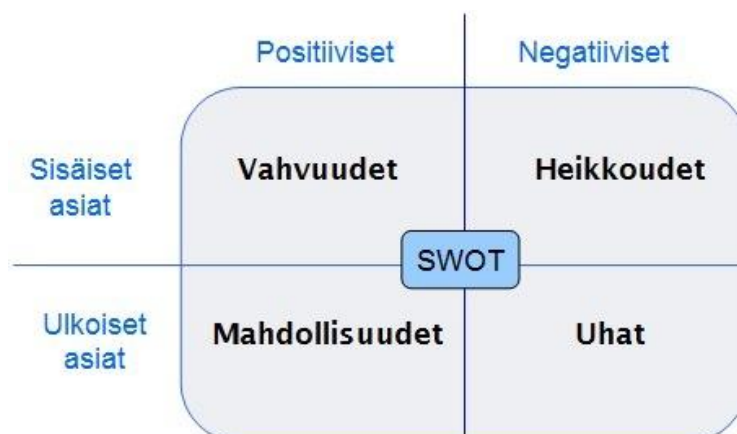 Positiiviset Negatiiviset
Sisäiset Vahvuudet Heikkoudet
asiat
SWOT
Ulkoiset Mahdollisuudet Uhat
asiat